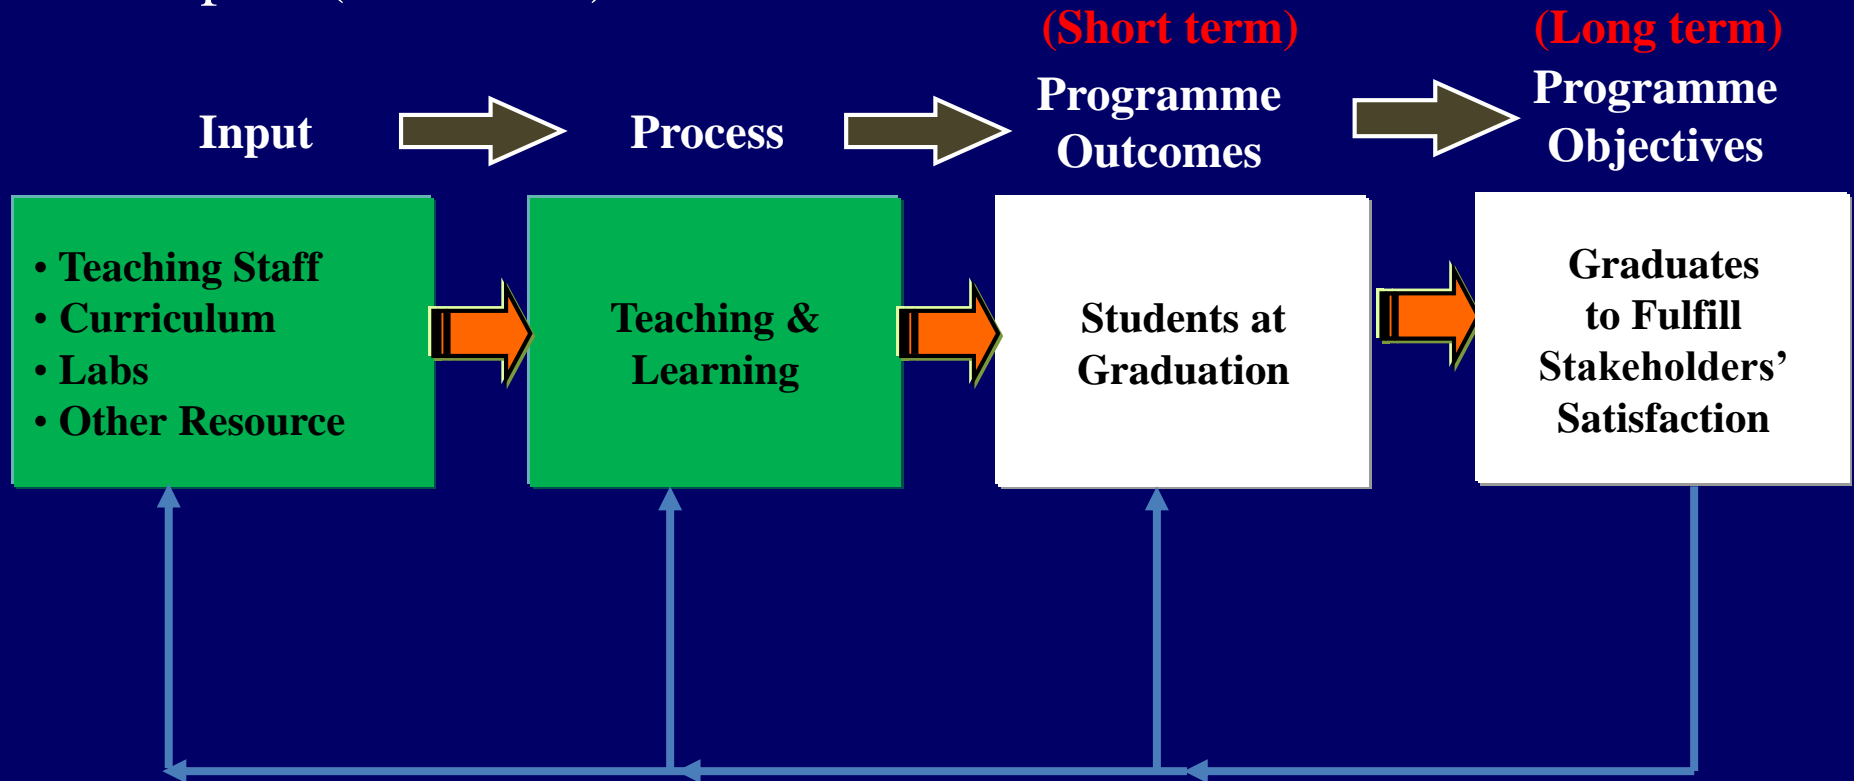 (Short term)
(Long term)
Input
Process
Programme
Outcomes
Programme
Objectives
• Teaching Staff
• Curriculum
• Labs
• Other Resource
Teaching &
Learning
Students at
Graduation
Graduates
to Fulfill
Stakeholders’
Satisfaction